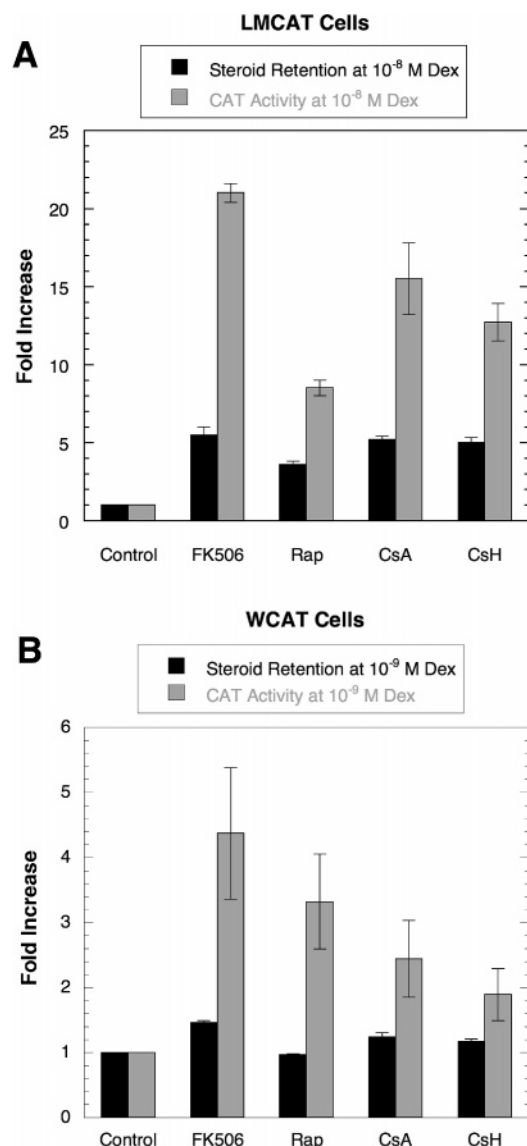 LMCAT Cells
A
Steroid Retention at 10⁻⁸ M Dex
CAT Activity at 10⁻⁸ M Dex
25
20
15
10
5
0
Fold Increase
Control FK506 Rap CsA CsH
WCAT Cells
B
Steroid Retention at 10⁻⁹ M Dex
CAT Activity at 10⁻⁹ M Dex
6
5
4
3
2
1
0
Fold Increase
Control FK506 Rap CsA CsH